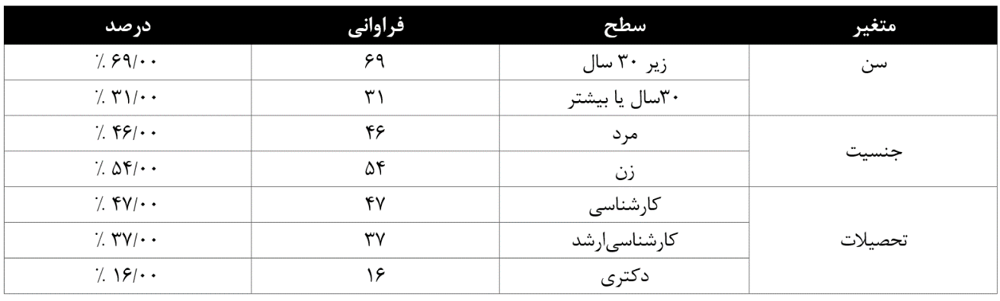 متغیر سطح فراوانی درصد
سن زیر ۳۰ سال ۶۹ ۶۹/۰۰ ٪
۳۰سال یا بیشتر ۳۱ ۳۱/۰۰ ٪
جنسیت مرد ۴۶ ۴۶/۰۰ ٪
زن ۵۴ ۵۴/۰۰ ٪
تحصیلات کارشناسی ۴۷ ۴۷/۰۰ ٪
کارشناسی‌ارشد ۳۷ ۳۷/۰۰ ٪
دکتری ۱۶ ۱۶/۰۰ ٪